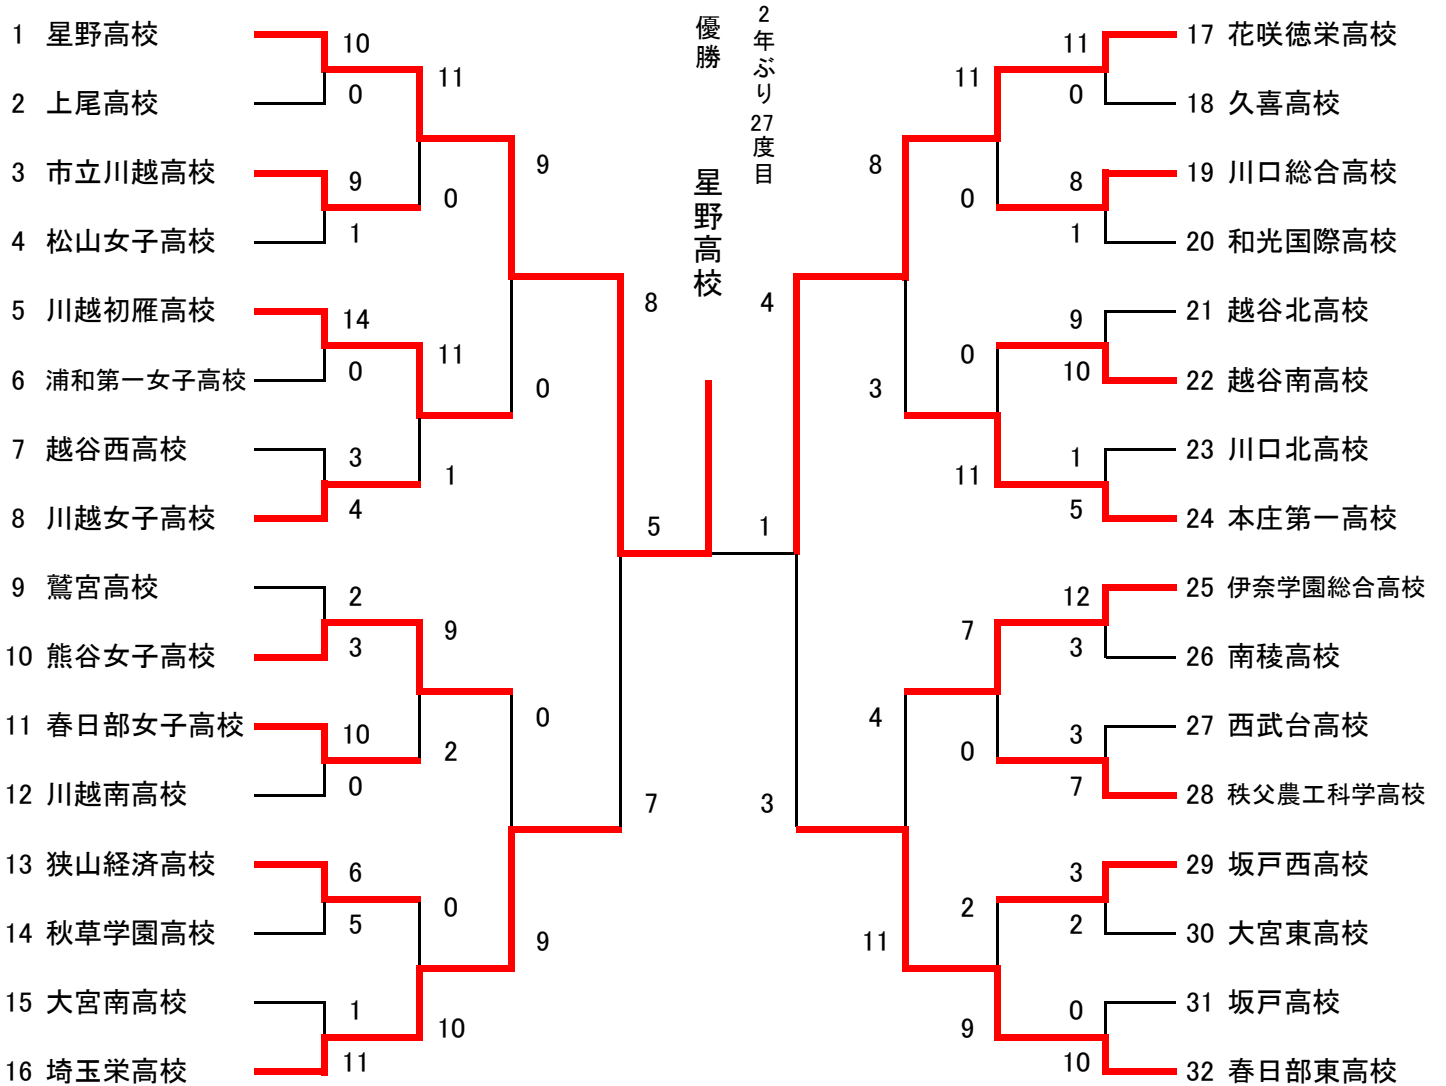 1 星野高校
2 上尾高校
3 市立川越高校
4 松山女子高校
5 川越初雁高校
6 浦和第一女子高校
7 越谷西高校
8 川越女子高校
9 鷲宮高校
10 熊谷女子高校
11 春日部女子高校
12 川越南高校
13 狭山経済高校
14 秋草学園高校
15 大宮南高校
16 埼玉栄高校
10
0
9
1
14
0
3
4
2
3
10
0
6
5
1
11
11
0
11
1
9
2
0
10
9
0
0
9
8
7
5
優勝
2年ぶり27度目
星野高校
1
4
3
8
3
4
11
11
0
0
11
7
0
2
9
11
0
8
1
9
10
1
5
12
3
3
7
3
2
0
10
17 花咲徳栄高校
18 久喜高校
19 川口総合高校
20 和光国際高校
21 越谷北高校
22 越谷南高校
23 川口北高校
24 本庄第一高校
25 伊奈学園総合高校
26 南稜高校
27 西武台高校
28 秩父農工科学高校
29 坂戸西高校
30 大宮東高校
31 坂戸高校
32 春日部東高校